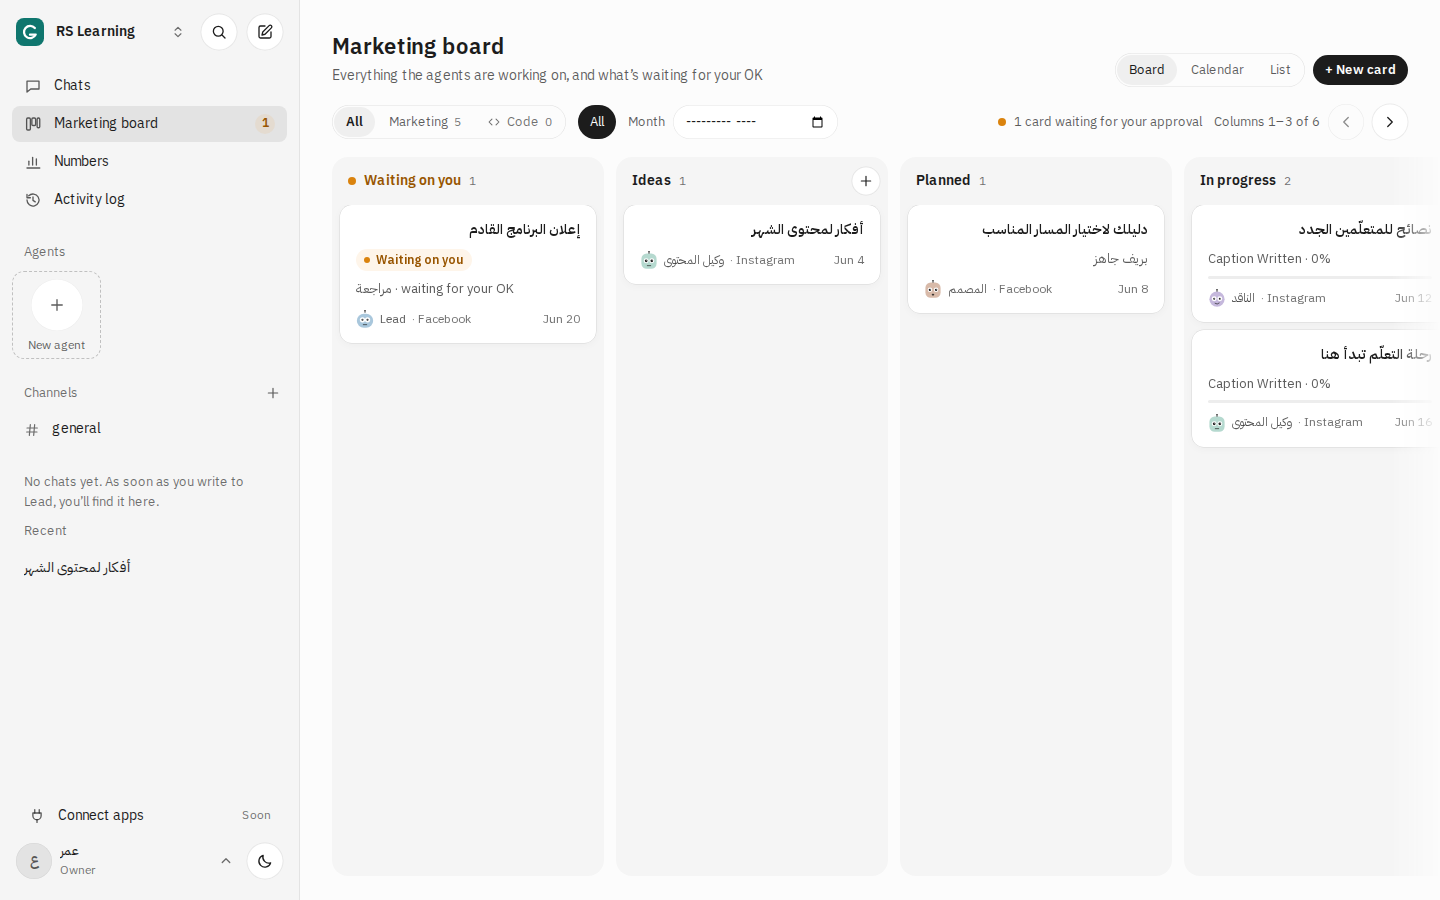 RS Learning
Chats
Marketing board 1
Numbers
Activity log
Agents
New agent
Channels
# general
No chats yet. As soon as you write to
Lead, you'll find it here.
Recent
أفكار لمحتوى الشهر
Connect apps Soon
ع
عمر
Owner
Marketing board
Everything the agents are working on, and what's waiting for your OK
Board Calendar List + New card
All Marketing 5 Code 0 All Month --------- ----
1 card waiting for your approval Columns 1–3 of 6
Waiting on you 1
إعلان البرنامج القادم
Waiting on you
مراجعة · waiting for your OK
Lead · Facebook Jun 20
Ideas 1
أفكار لمحتوى الشهر
وكيل المحتوى · Instagram Jun 4
Planned 1
دليلك لاختيار المسار المناسب
بريف جاهز
المصمم · Facebook Jun 8
In progress 2
نصائح للمتعلّمين الجدد
Caption Written · 0%
الناقد · Instagram Jun 12
رحلة التعلّم تبدأ هنا
Caption Written · 0%
وكيل المحتوى · Instagram Jun 16